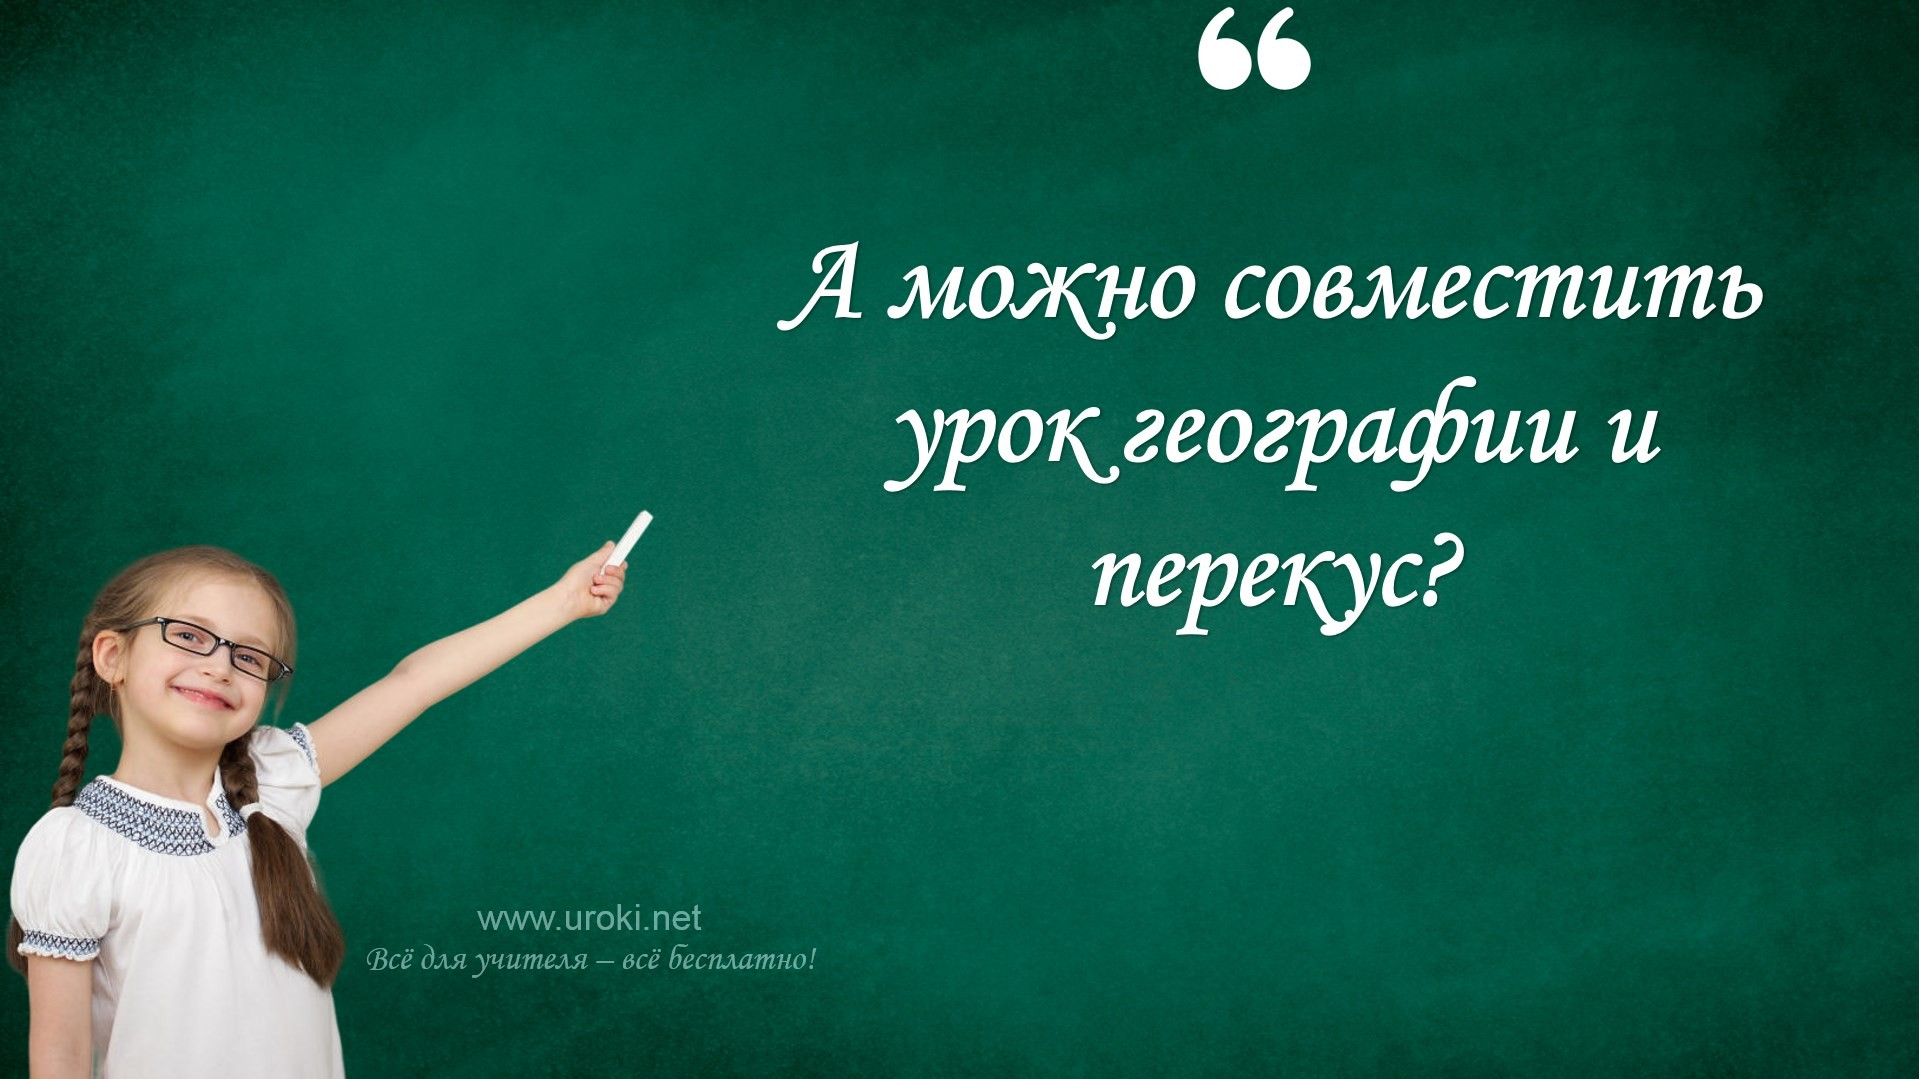 “
А можно совместить
урок географии и
перекус?
www.uroki.net
Всё для учителя – всё бесплатно!